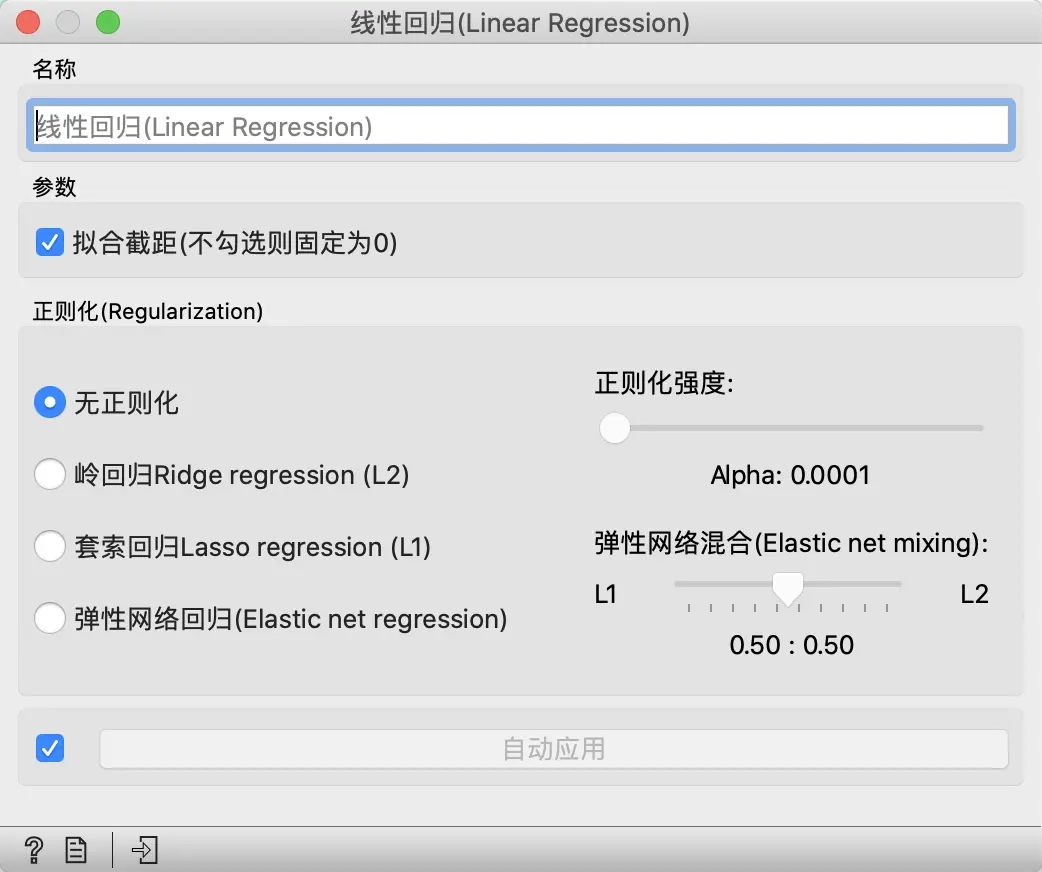 线性回归(Linear Regression)
名称
线性回归(Linear Regression)
参数
拟合截距(不勾选则固定为0)
正则化(Regularization)
无正则化
岭回归Ridge regression (L2)
套索回归Lasso regression (L1)
弹性网络回归(Elastic net regression)
正则化强度:
Alpha: 0.0001
弹性网络混合(Elastic net mixing):
L1 L2
0.50 : 0.50
自动应用